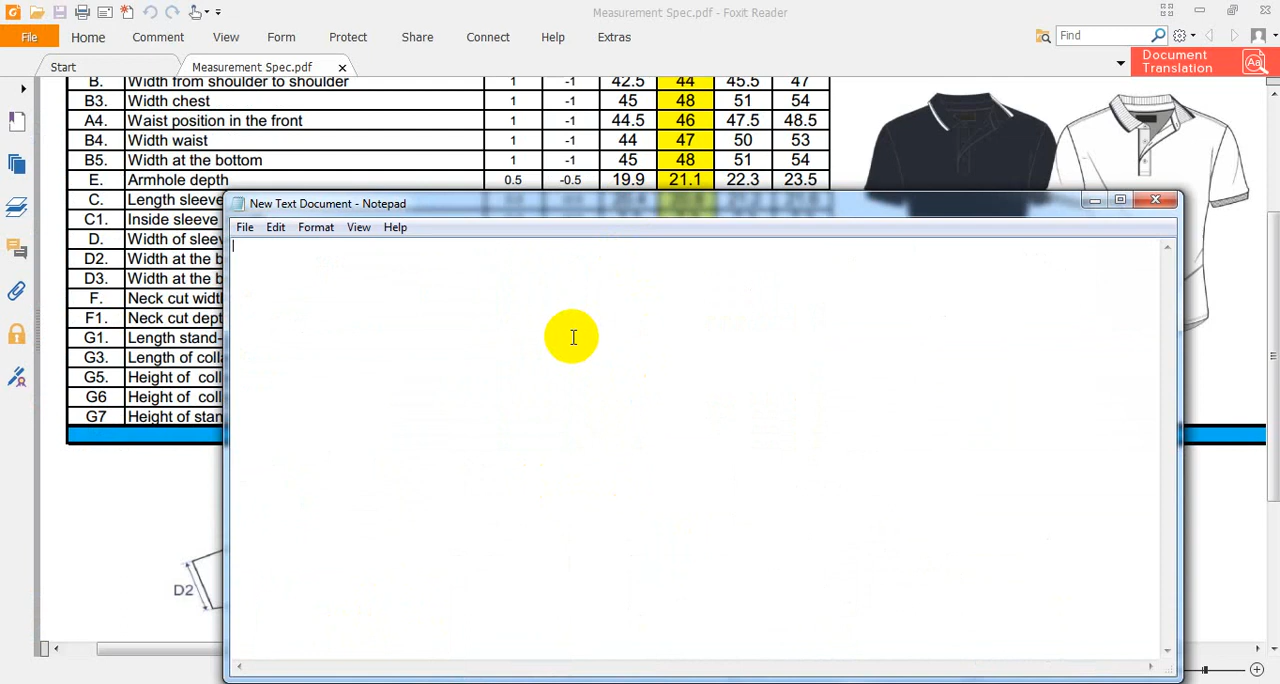 Measurement Spec.pdf - Foxit Reader
File Home Comment View Form Protect Share Connect Help Extras
Find
Start Measurement Spec.pdf
Document
Translation
B. Width from shoulder to shoulder 1 -1 42.5 44 45.5 47
B3. Width chest 1 -1 45 48 51 54
A4. Waist position in the front 1 -1 44.5 46 47.5 48.5
B4. Width waist 1 -1 44 47 50 53
B5. Width at the bottom 1 -1 45 48 51 54
E. Armhole depth 0.5 -0.5 19.9 21.1 22.3 23.5
C. Length sleeve
C1. Inside sleeve
D. Width of sleev
D2. Width at the b
D3. Width at the b
F. Neck cut widt
F1. Neck cut dept
G1. Length stand-
G3. Length of coll
G5. Height of coll
G6 Height of coll
G7 Height of stan
New Text Document - Notepad
File Edit Format View Help
D2